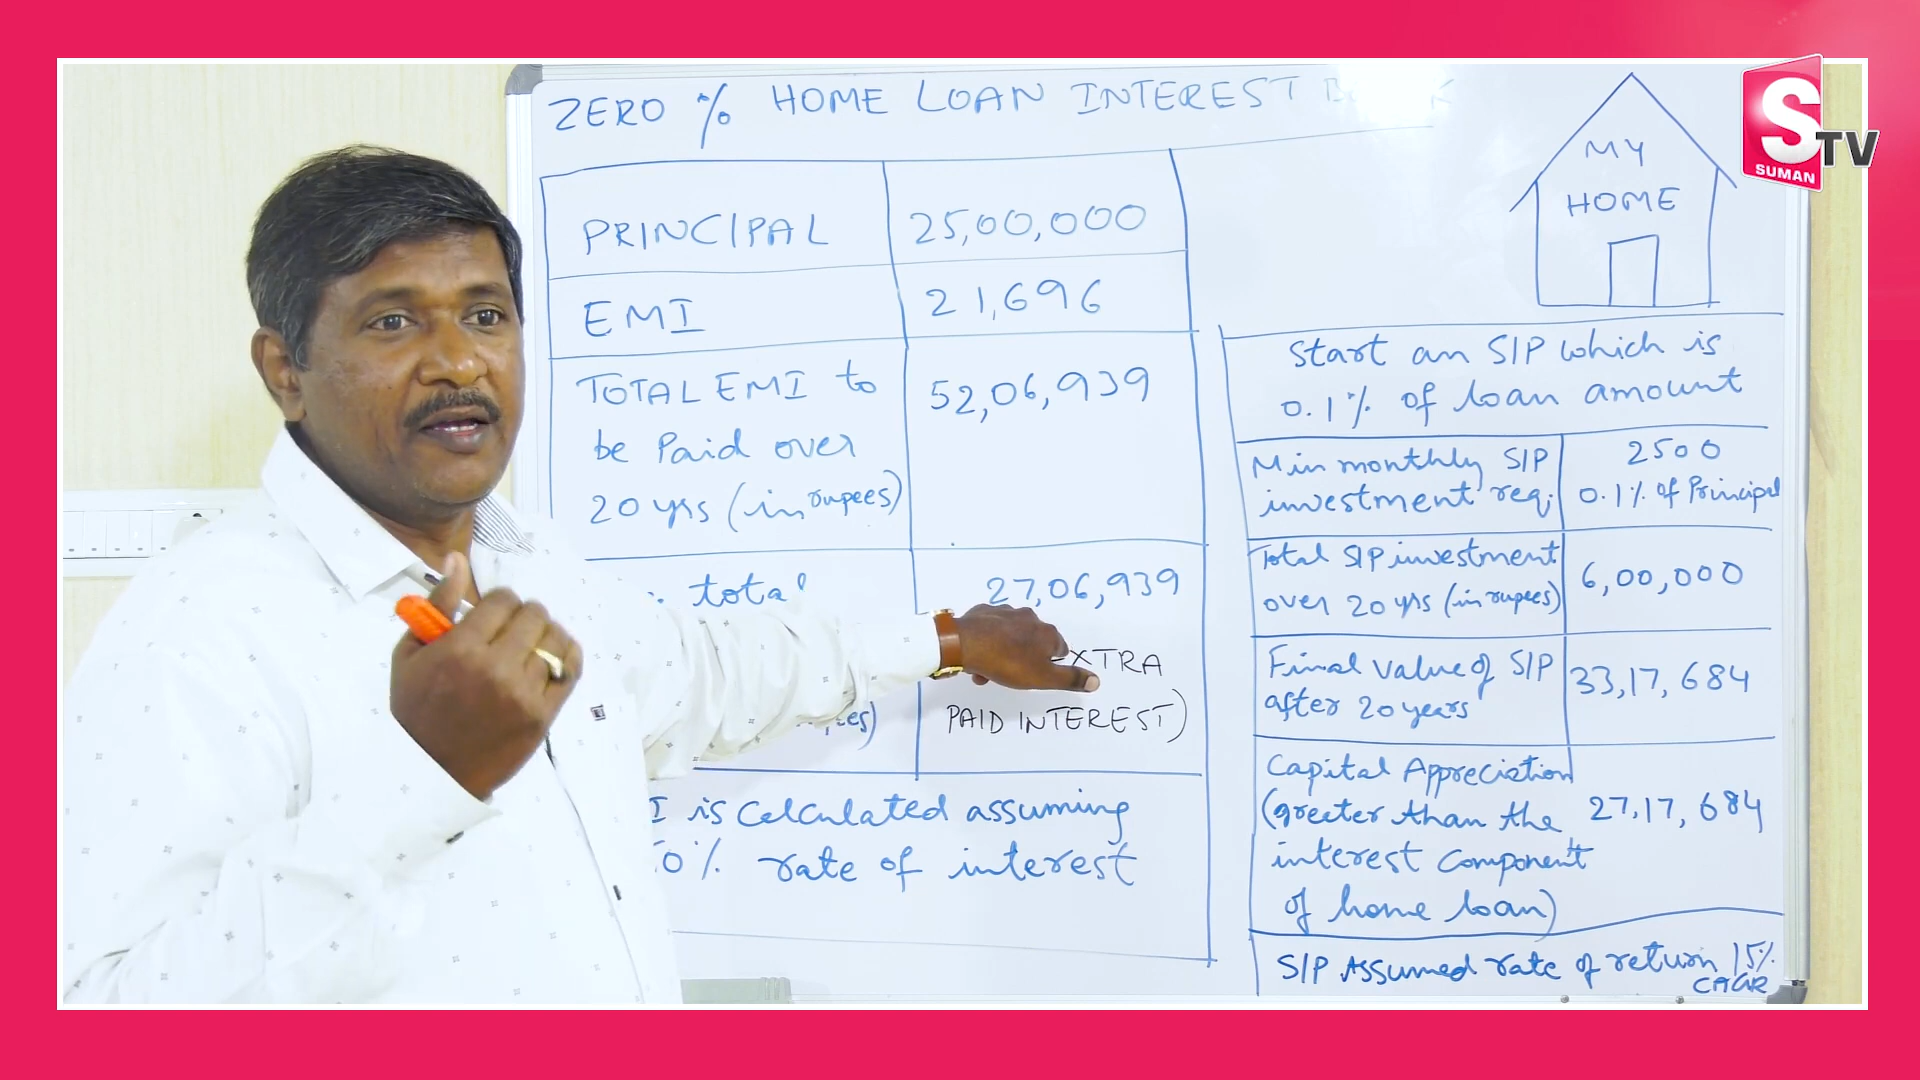 ZERO % HOME LOAN INTEREST
PRINCIPAL 25,00,000
EMI 21,696
TOTAL EMI to 52,06,939
be Paid over
20 yrs (in rupees)
total 27,06,939
EXTRA
PAID INTEREST)
is calculated assuming
rate of interest
MY
HOME
S
TV
SUMAN
Start an SIP which is
0.1% of loan amount
Min monthly SIP 2500
investment req. 0.1% of Principal
Total SIP investment 6,00,000
over 20 yrs (in rupees)
Final value of SIP 33,17,684
after 20 years
Capital Appreciation
(greater than the 27,17,684
interest component
of home loan)
SIP Assumed rate of return 15%
CAGR